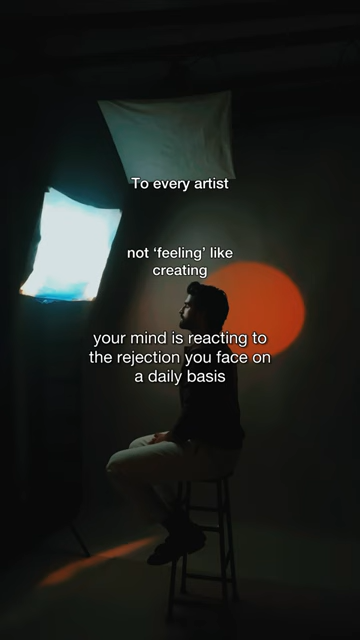 To every artist
not ‘feeling’ like
creating
your mind is reacting to
the rejection you face on
a daily basis